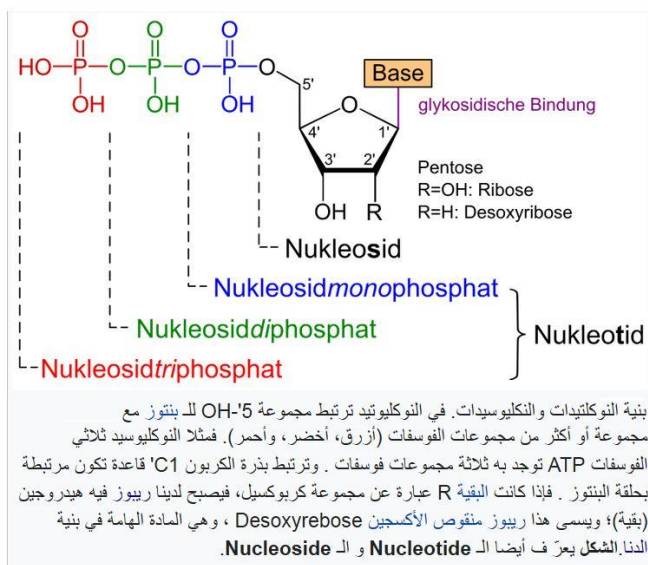 O O O
HO P O P O P O
OH OH OH
5'
Base
glykosidische Bindung
O
4' 1'
3' 2'
OH R
Pentose
R=OH: Ribose
R=H: Desoxyribose
Nukleosid
Nukleosidmonophosphat
Nukleosiddiphosphat
Nukleotid
Nukleosidtriphosphat
بنية النوكلتيدات والنكليوسيدات. في النوكليوتيد ترتبط مجموعة 5'-OH للـ بنتوز مع
مجموعة أو أكثر من مجموعات الفوسفات (أزرق، أخضر، وأحمر). فمثلا النوكليوسيد ثلاثي
الفوسفات ATP توجد به ثلاثة مجموعات فوسفات . وترتبط بذرة الكربون C1' قاعدة تكون مرتبطة
بحلقة البنتوز . فإذا كانت البقية R عبارة عن مجموعة كربوكسيل، فيصبح لدينا ريبوز فيه هيدروجين
(بقية)؛ ويسمى هذا ريبوز منقوص الأكسجين Desoxyrebose ، وهي المادة الهامة في بنية
الدنا.الشكل يعرّ ف أيضا الـ Nucleotide و الـ Nucleoside.